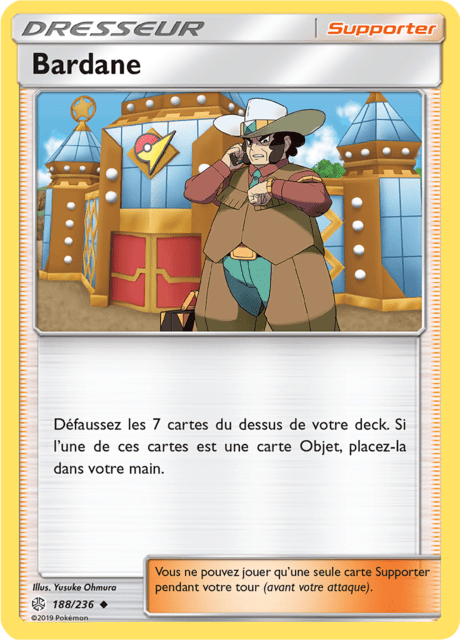 DRESSEUR
Supporter
Bardane
Défaussez les 7 cartes du dessus de votre deck. Si
l'une de ces cartes est une carte Objet, placez-la
dans votre main.
Vous ne pouvez jouer qu'une seule carte Supporter
pendant votre tour (avant votre attaque).
Illus. Yusuke Ohmura
188/236
©2019 Pokémon